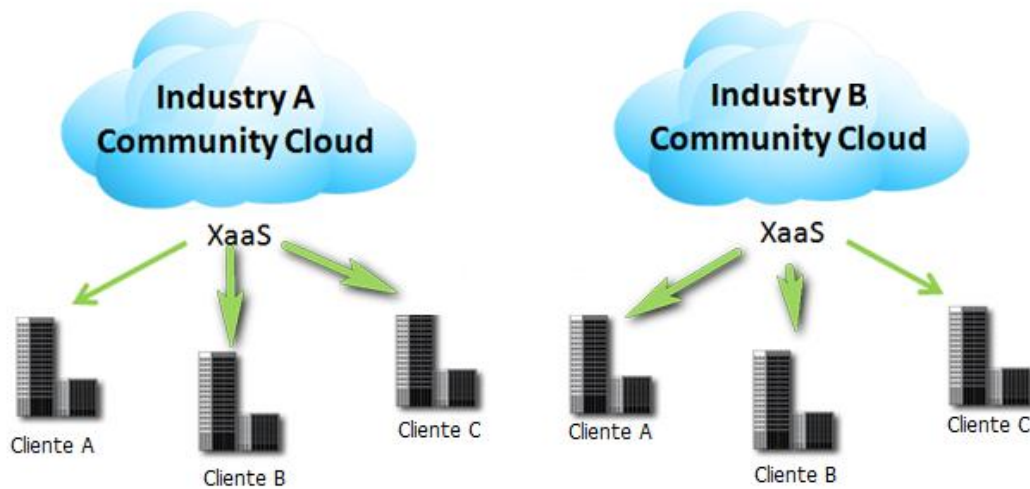 Industry A
Community Cloud
XaaS
Cliente A
Cliente B
Cliente C
Industry B
Community Cloud
XaaS
Cliente A
Cliente B
Cliente C